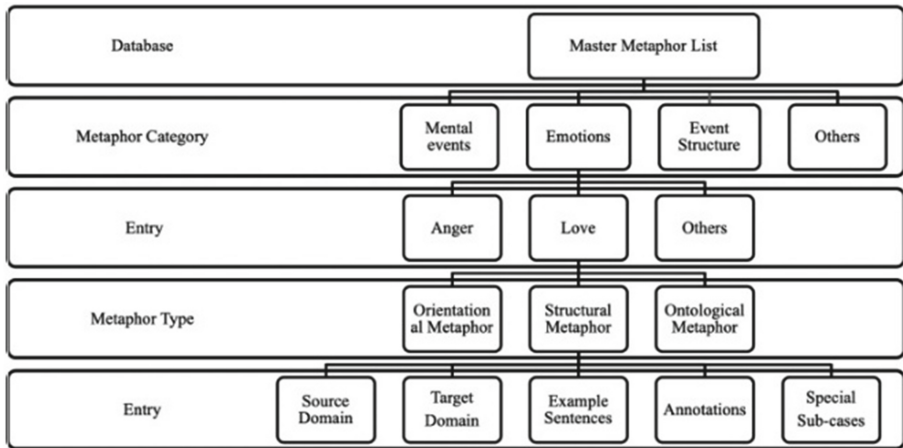 Database
Master Metaphor List
Metaphor Category
Mental
events
Emotions
Event
Structure
Others
Entry
Anger
Love
Others
Metaphor Type
Orientation
al Metaphor
Structural
Metaphor
Ontological
Metaphor
Entry
Source
Domain
Target
Domain
Example
Sentences
Annotations
Special
Sub-cases